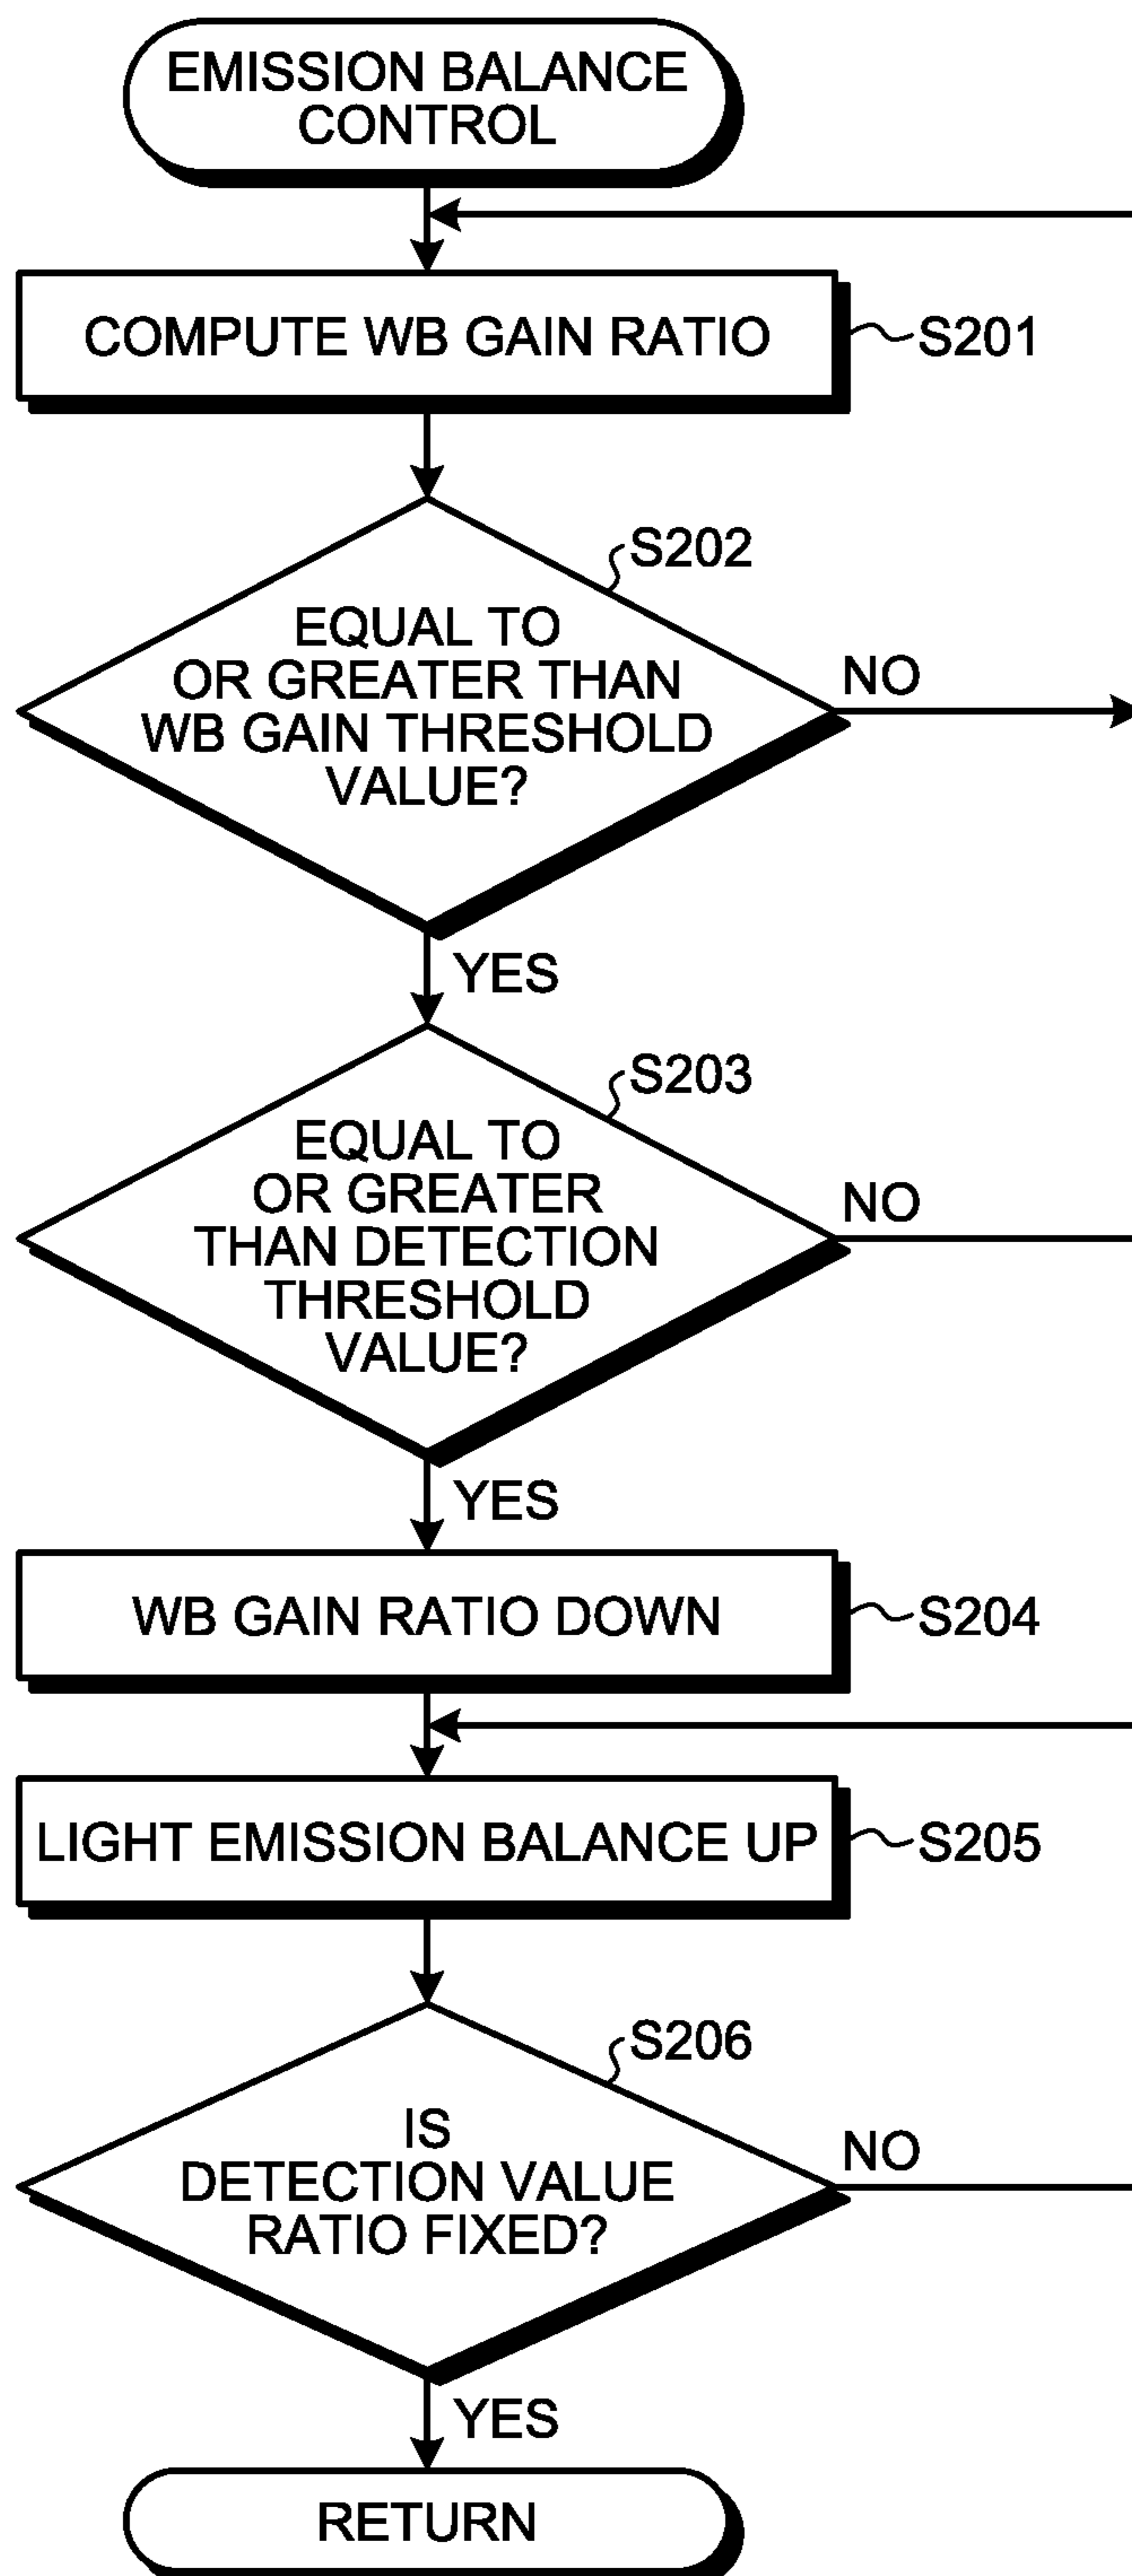 EMISSION BALANCE
CONTROL
COMPUTE WB GAIN RATIO
S201
S202
EQUAL TO
OR GREATER THAN
WB GAIN THRESHOLD
VALUE?
NO
YES
S203
EQUAL TO
OR GREATER
THAN DETECTION
THRESHOLD
VALUE?
NO
YES
WB GAIN RATIO DOWN
S204
LIGHT EMISSION BALANCE UP
S205
S206
IS
DETECTION VALUE
RATIO FIXED?
NO
YES
RETURN